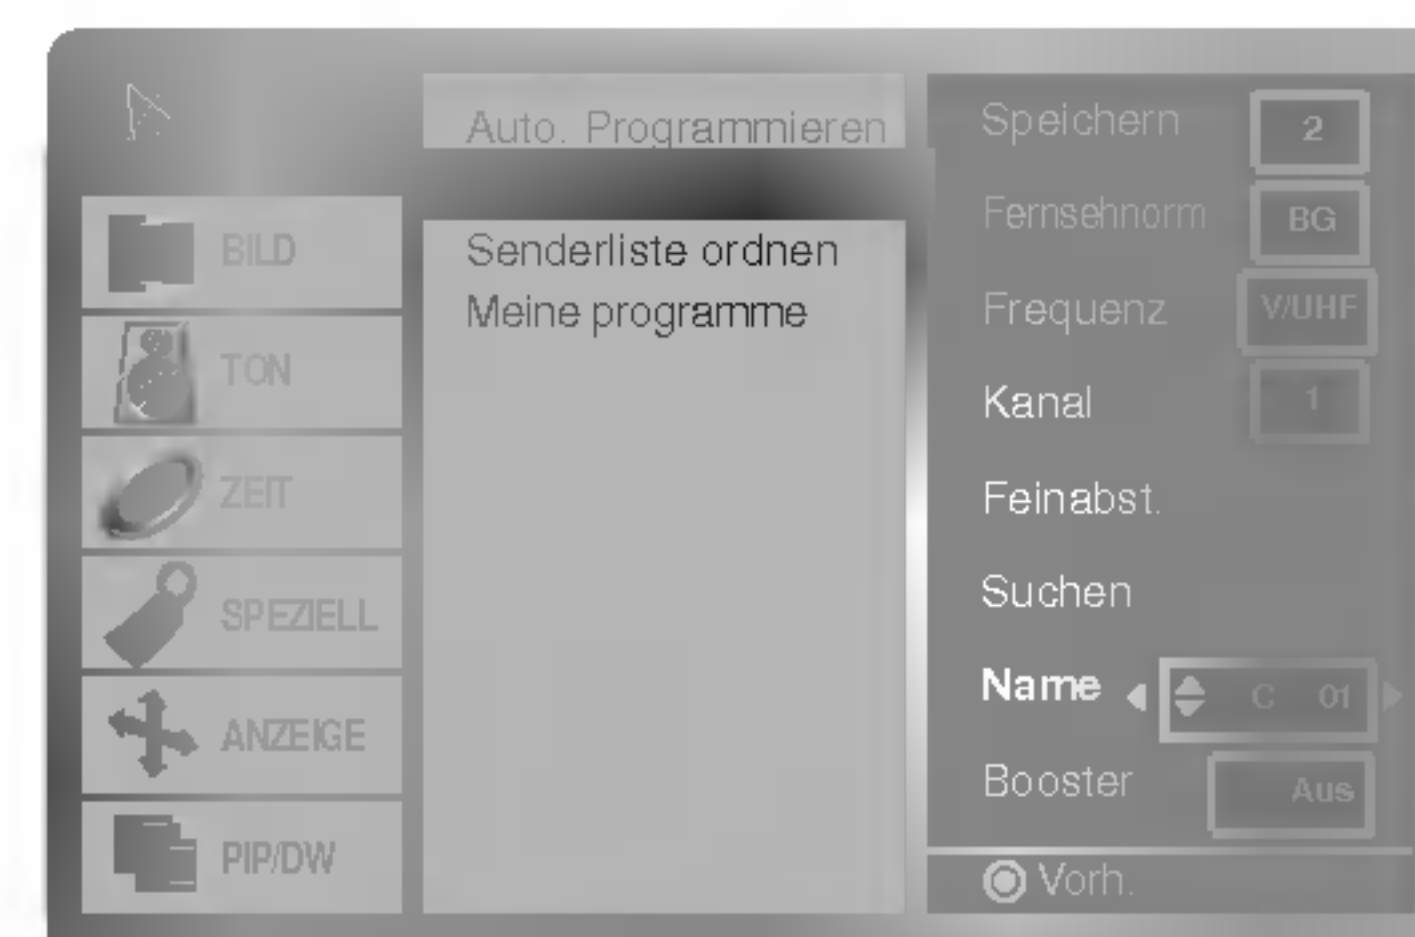 BILD
TON
ZEIT
SPEZIELL
ANZEIGE
PIP/DW
Auto. Programmieren
Senderliste ordnen
Meine programme
Speichern 2
Fernsehnorm BG
Frequenz V/UHF
Kanal 1
Feinabst.
Suchen
Name C 01
Booster Aus
Vorh.